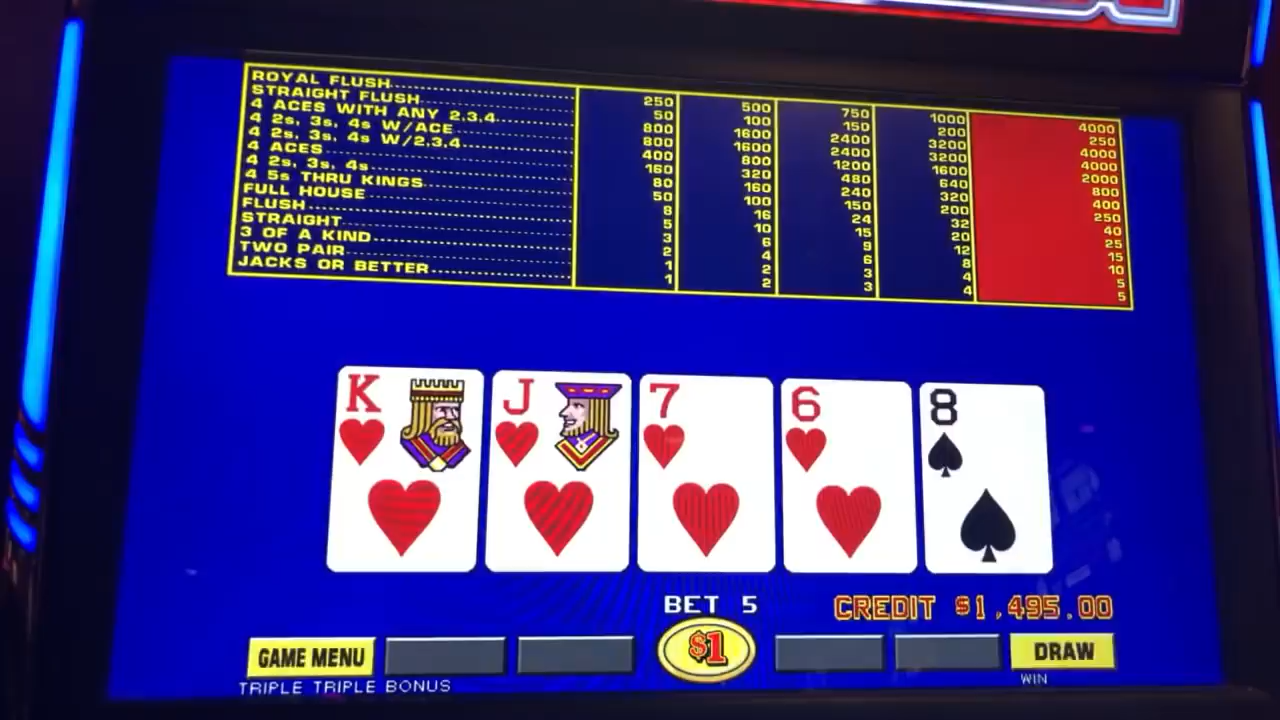 ROYAL FLUSH 250 500 750 1000 4000
STRAIGHT FLUSH 50 100 150 200 250
4 ACES WITH ANY 2.3.4 800 1600 2400 3200 4000
4 2s, 3s, 4s W/ACE 800 1600 2400 3200 4000
4 2s, 3s, 4s W/2.3.4 400 800 1200 1600 2000
4 ACES 160 320 480 640 800
4 2s, 3s, 4s 80 160 240 320 400
4 5s THRU KINGS 50 100 150 200 250
FULL HOUSE 8 16 24 32 40
FLUSH 5 10 15 20 25
STRAIGHT 3 6 9 12 15
3 OF A KIND 2 4 6 8 10
TWO PAIR 1 2 3 4 5
JACKS OR BETTER 1 2 3 4 5
K J 7 6 8
BET 5 CREDIT $1,495.00
GAME MENU $1 DRAW
TRIPLE TRIPLE BONUS WIN